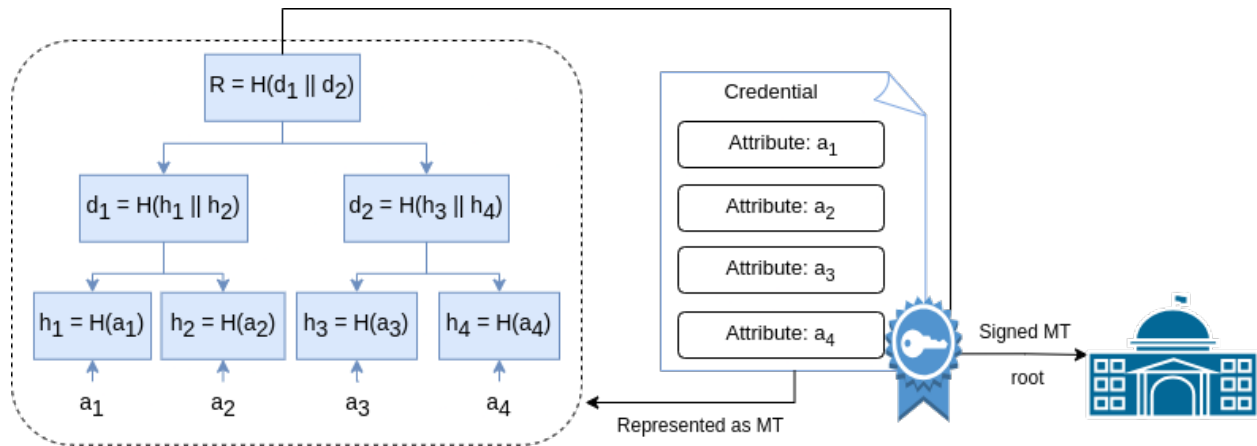 R = H(d₁ || d₂)
d₁ = H(h₁ || h₂)
d₂ = H(h₃ || h₄)
h₁ = H(a₁)
h₂ = H(a₂)
h₃ = H(a₃)
h₄ = H(a₄)
a₁
a₂
a₃
a₄
Credential
Attribute: a₁
Attribute: a₂
Attribute: a₃
Attribute: a₄
Represented as MT
Signed MT
root